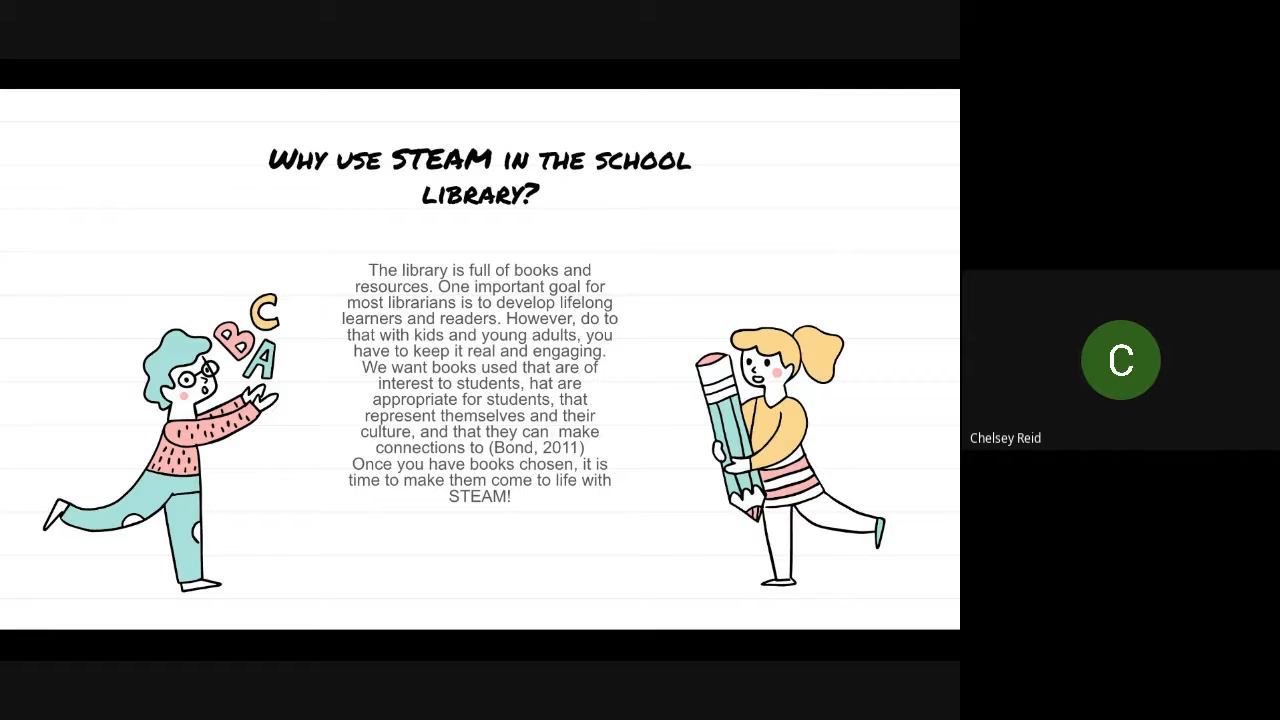 Why use STEAM in the school
library?
The library is full of books and
resources. One important goal for
most librarians is to develop lifelong
learners and readers. However, do to
that with kids and young adults, you
have to keep it real and engaging.
We want books used that are of
interest to students, hat are
appropriate for students, that
represent themselves and their
culture, and that they can  make
connections to (Bond, 2011)
Once you have books chosen, it is
time to make them come to life with
STEAM!
C
B
A
C
Chelsey Reid